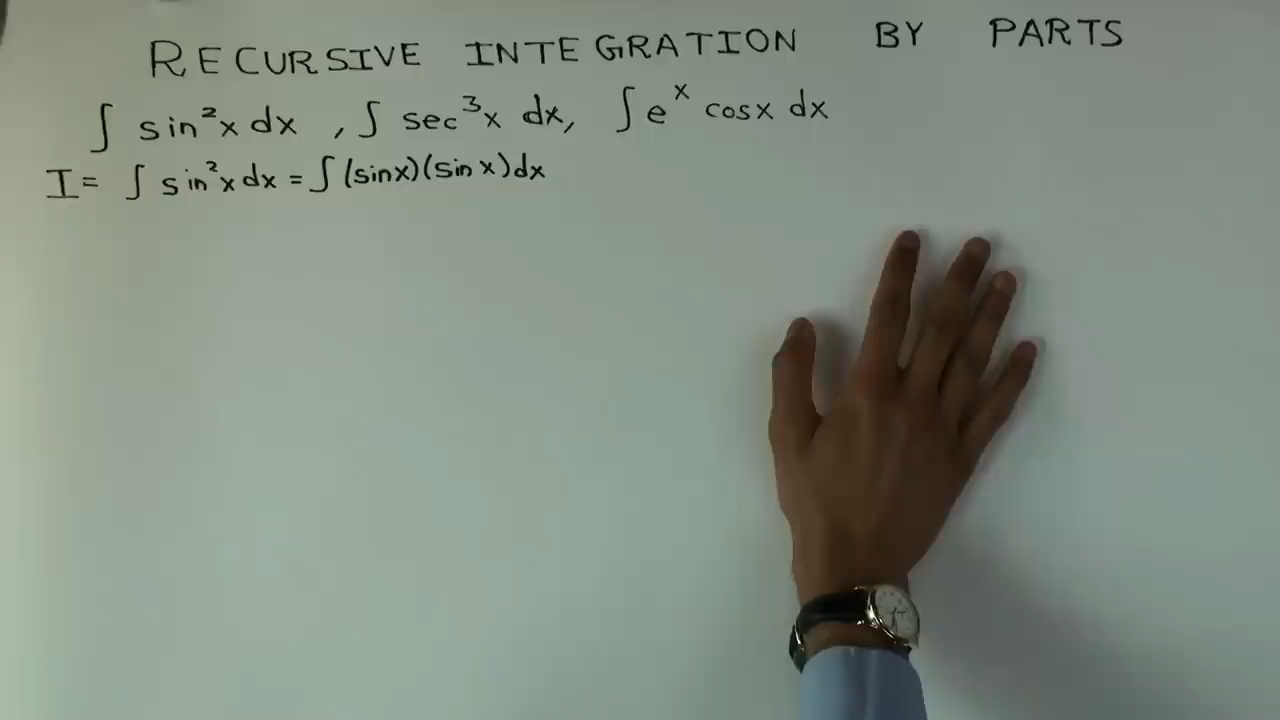 RECURSIVE INTEGRATION BY PARTS
∫ sin²x dx , ∫ sec³x dx, ∫ eˣ cosx dx
I = ∫ sin²x dx = ∫ (sinx)(sin x)dx